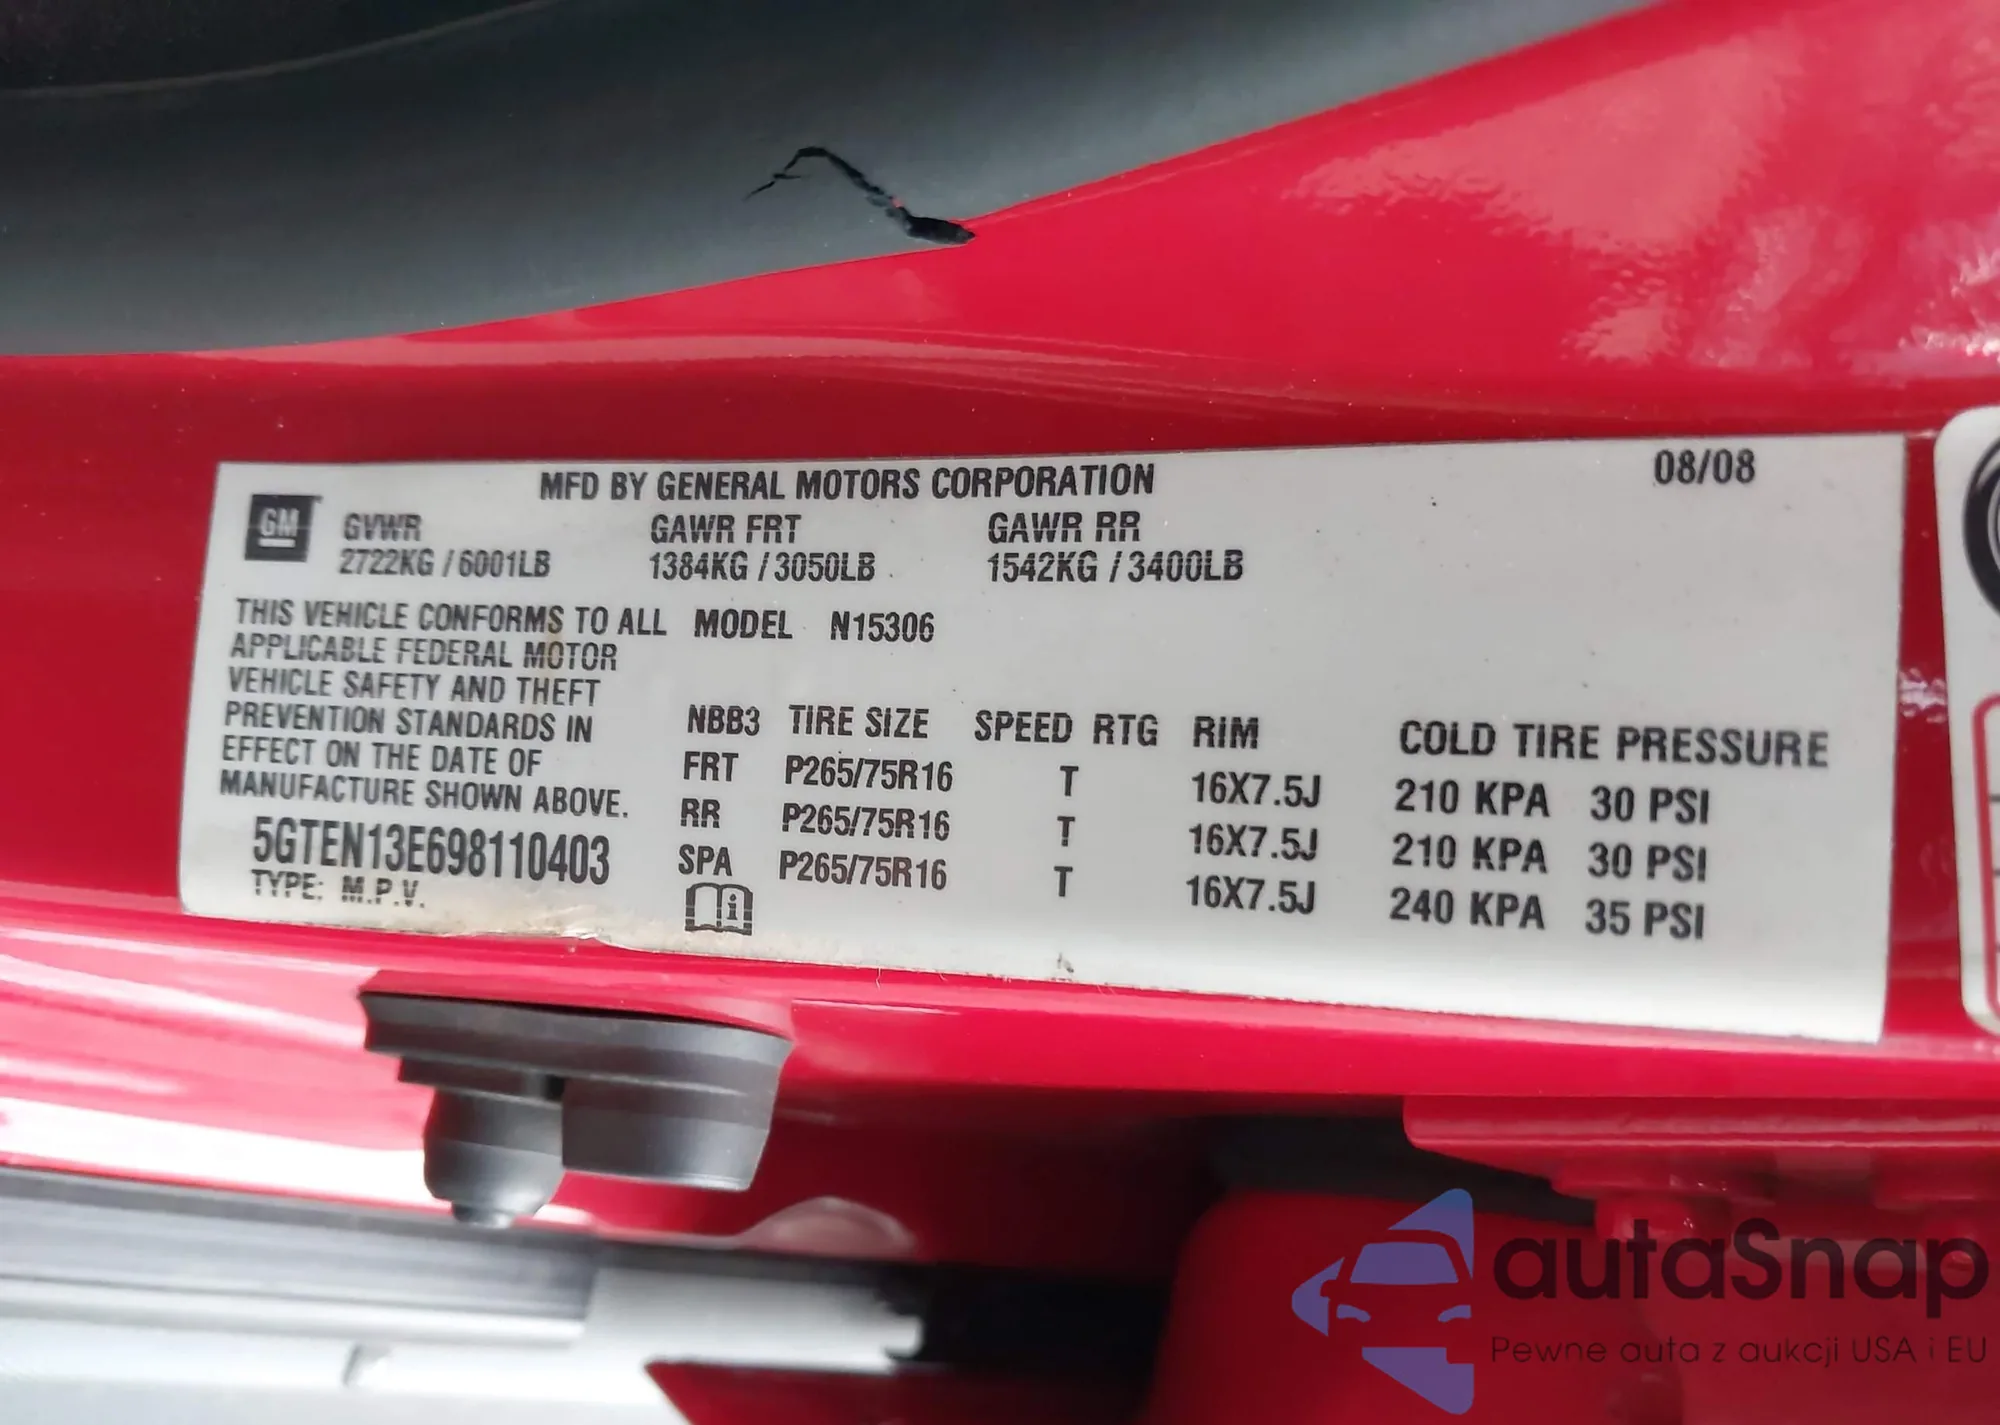 MFD BY GENERAL MOTORS CORPORATION 08/08
GM
GVWR GAWR FRT GAWR RR
2722KG / 6001LB 1384KG / 3050LB 1542KG / 3400LB
THIS VEHICLE CONFORMS TO ALL
APPLICABLE FEDERAL MOTOR
VEHICLE SAFETY AND THEFT
PREVENTION STANDARDS IN
EFFECT ON THE DATE OF
MANUFACTURE SHOWN ABOVE.
5GTEN13E698110403
TYPE: M.P.V.
MODEL N15306
NBB3 TIRE SIZE SPEED RTG RIM COLD TIRE PRESSURE
FRT P265/75R16 T 16X7.5J 210 KPA 30 PSI
RR P265/75R16 T 16X7.5J 210 KPA 30 PSI
SPA P265/75R16 T 16X7.5J 240 KPA 35 PSI
i
autaSnap
Pewne auta z aukcji USA i EU